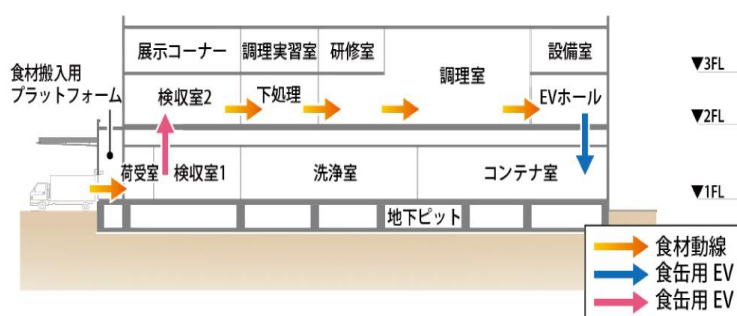 展示コーナー
調理実習室
研修室
調理室
設備室
食材搬入用
プラットフォーム
検収室2
下処理
EVホール
荷受室
検収室1
洗浄室
コンテナ室
地下ピット
▼3FL
▼2FL
▼1FL
食材動線
食缶用 EV
食缶用 EV